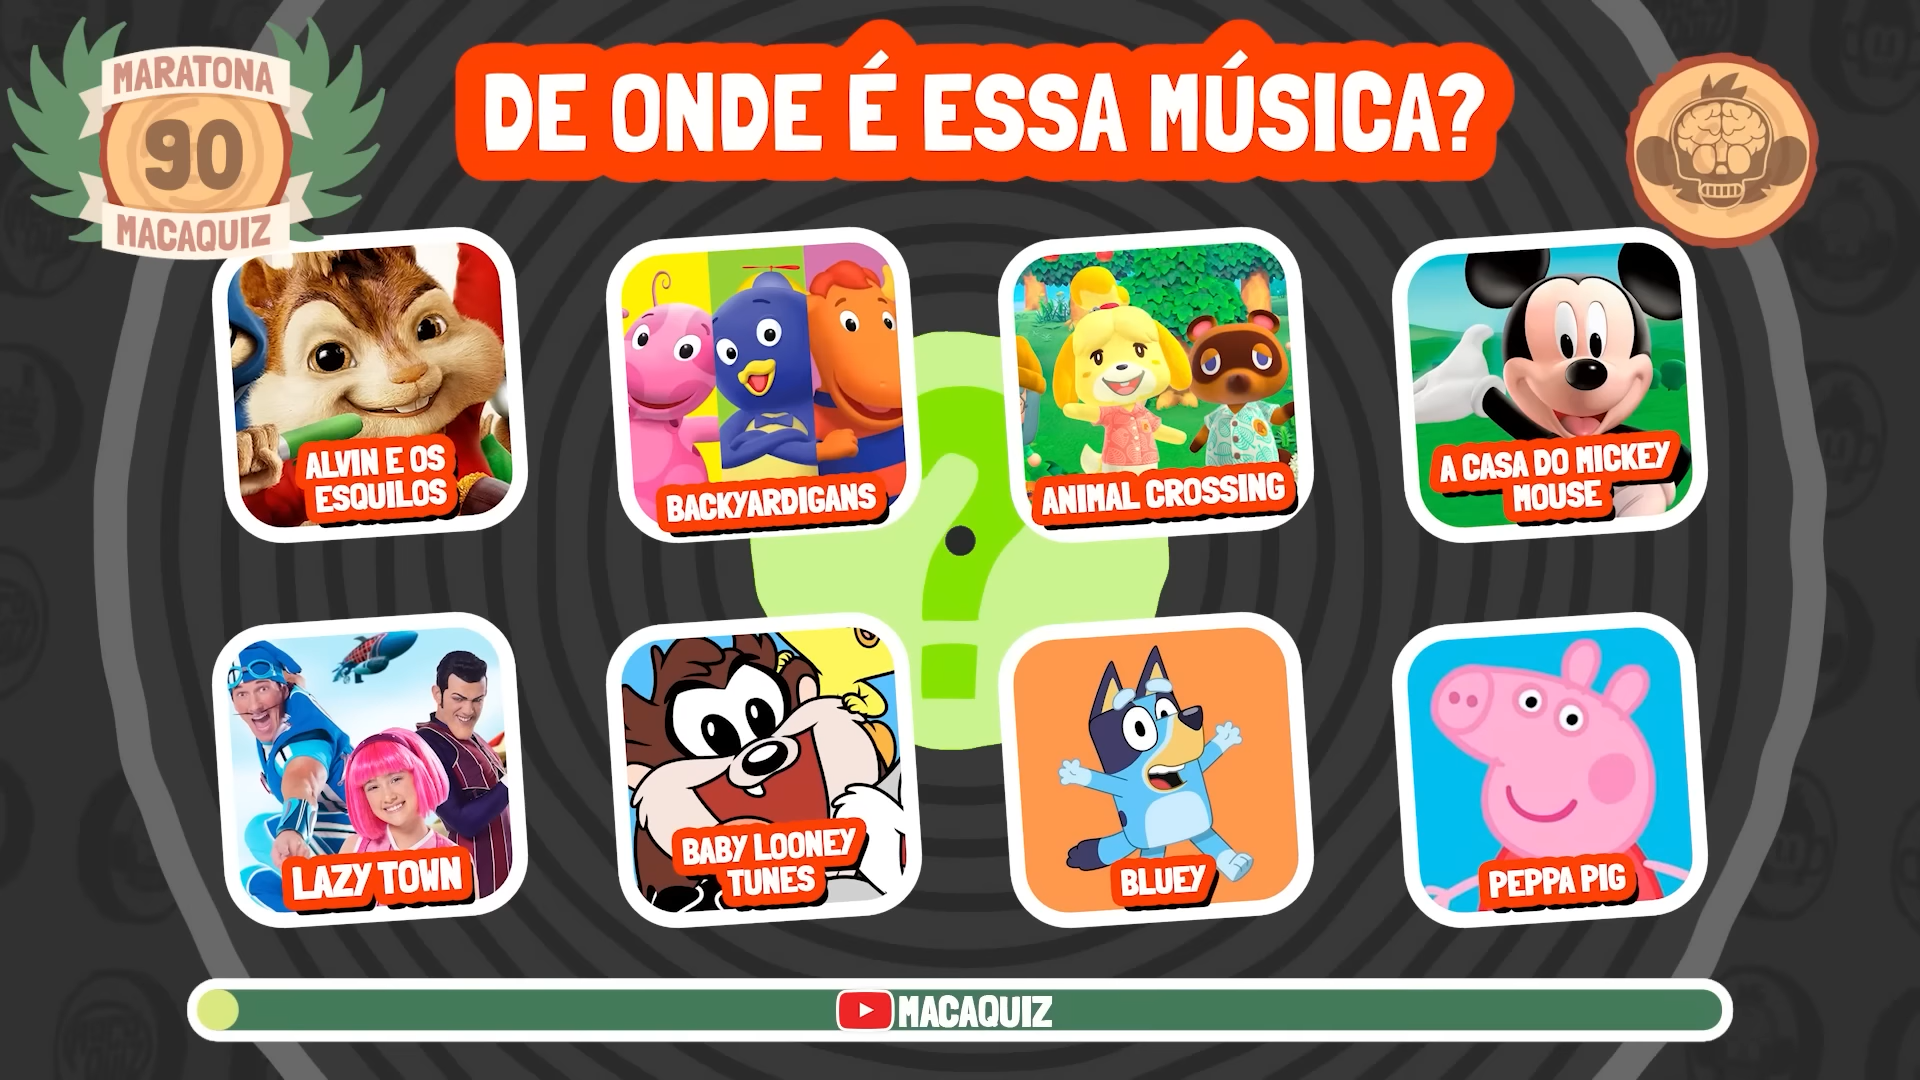 MARATONA
90
MACAQUIZ
DE ONDE É ESSA MÚSICA?
ALVIN E OS
ESQUILOS
BACKYARDIGANS
ANIMAL CROSSING
A CASA DO MICKEY
MOUSE
LAZY TOWN
BABY LOONEY
TUNES
BLUEY
PEPPA PIG
MACAQUIZ